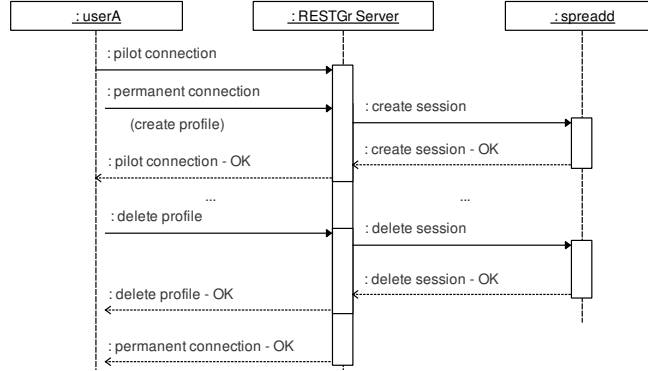 : userA
: RESTGr Server
: spreadd
: pilot connection
: permanent connection
: create session
(create profile)
: create session - OK
: pilot connection - OK
...
...
: delete profile
: delete session
: delete session - OK
: delete profile - OK
: permanent connection - OK